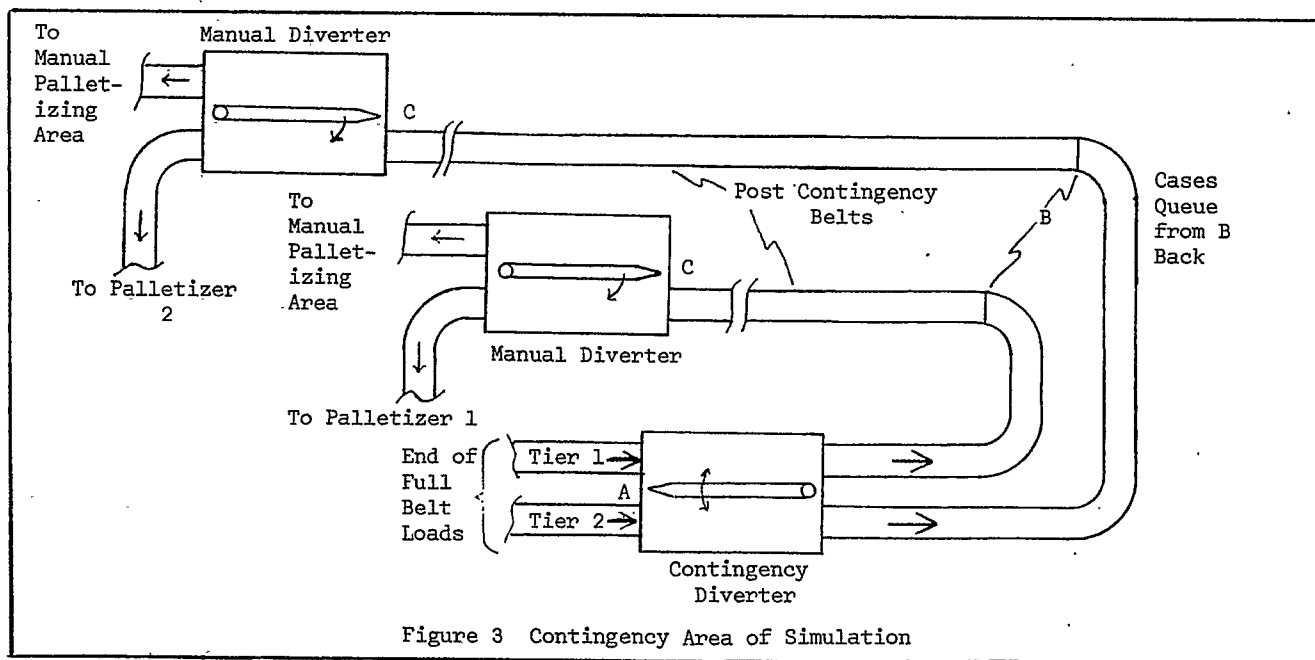 To
Manual
Pallet-
izing
Area
Manual Diverter
C
To Palletizer
2
To
Manual
Pallet-
izing
Area
C
Manual Diverter
To Palletizer 1
Post Contingency
Belts
B
Cases
Queue
from B
Back
End of
Full
Belt
Loads
Tier 1
A
Tier 2
Contingency
Diverter
Figure 3 Contingency Area of Simulation